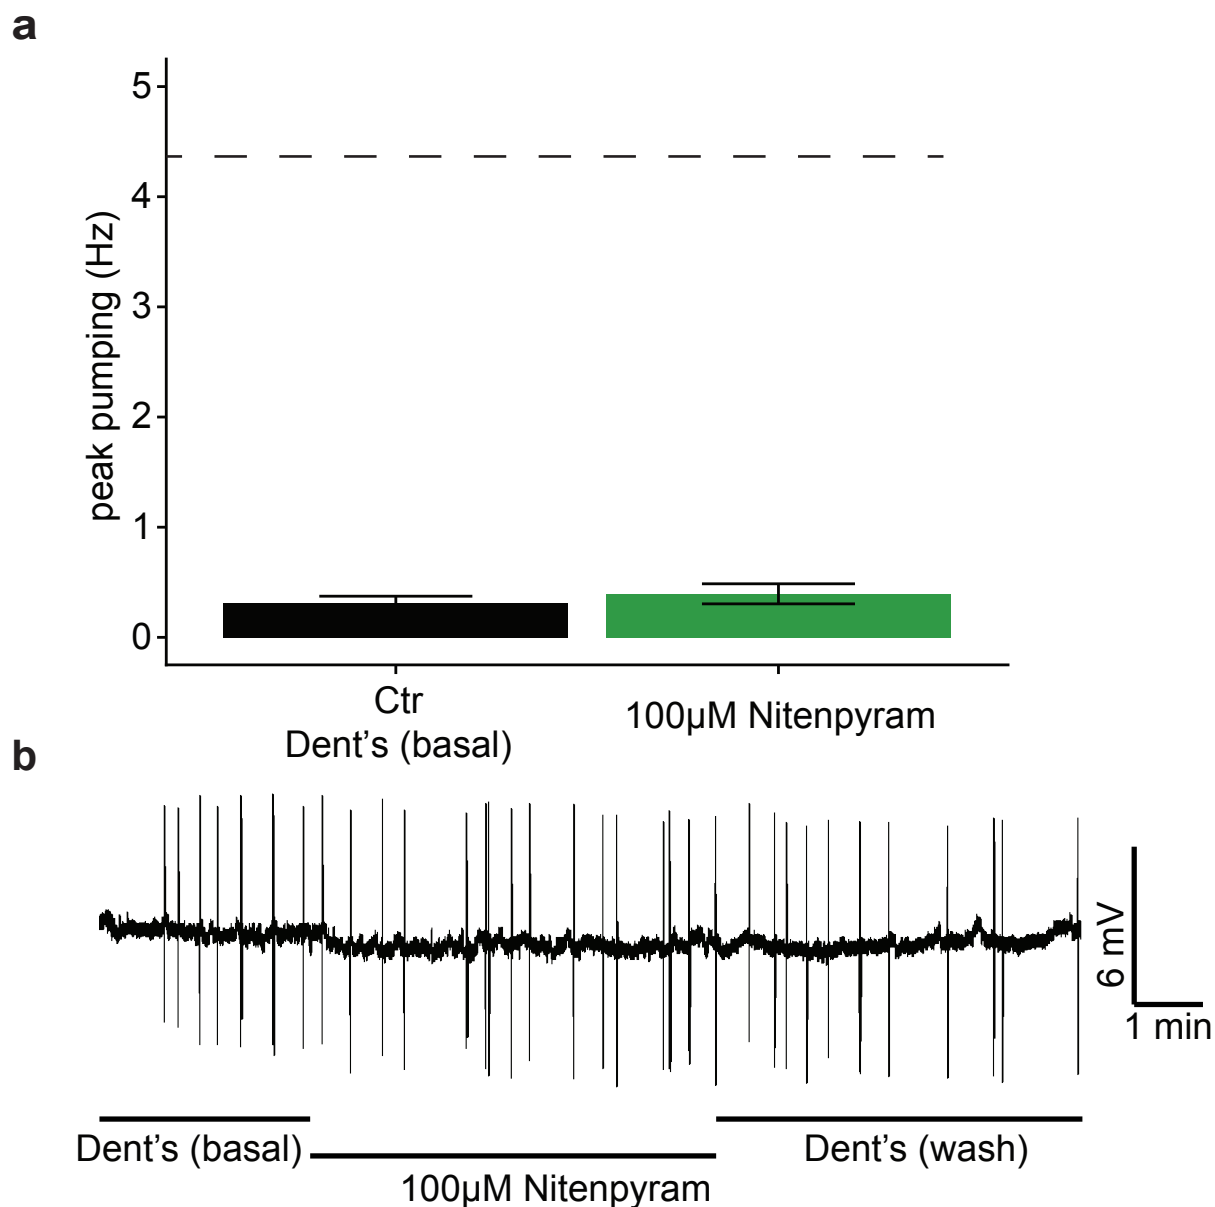 a
5
4
3
2
1
0
peak pumping (Hz)
Ctr
Dent’s (basal)
100µM Nitenpyram
b
6 mV
1 min
Dent’s (basal)
100µM Nitenpyram
Dent’s (wash)